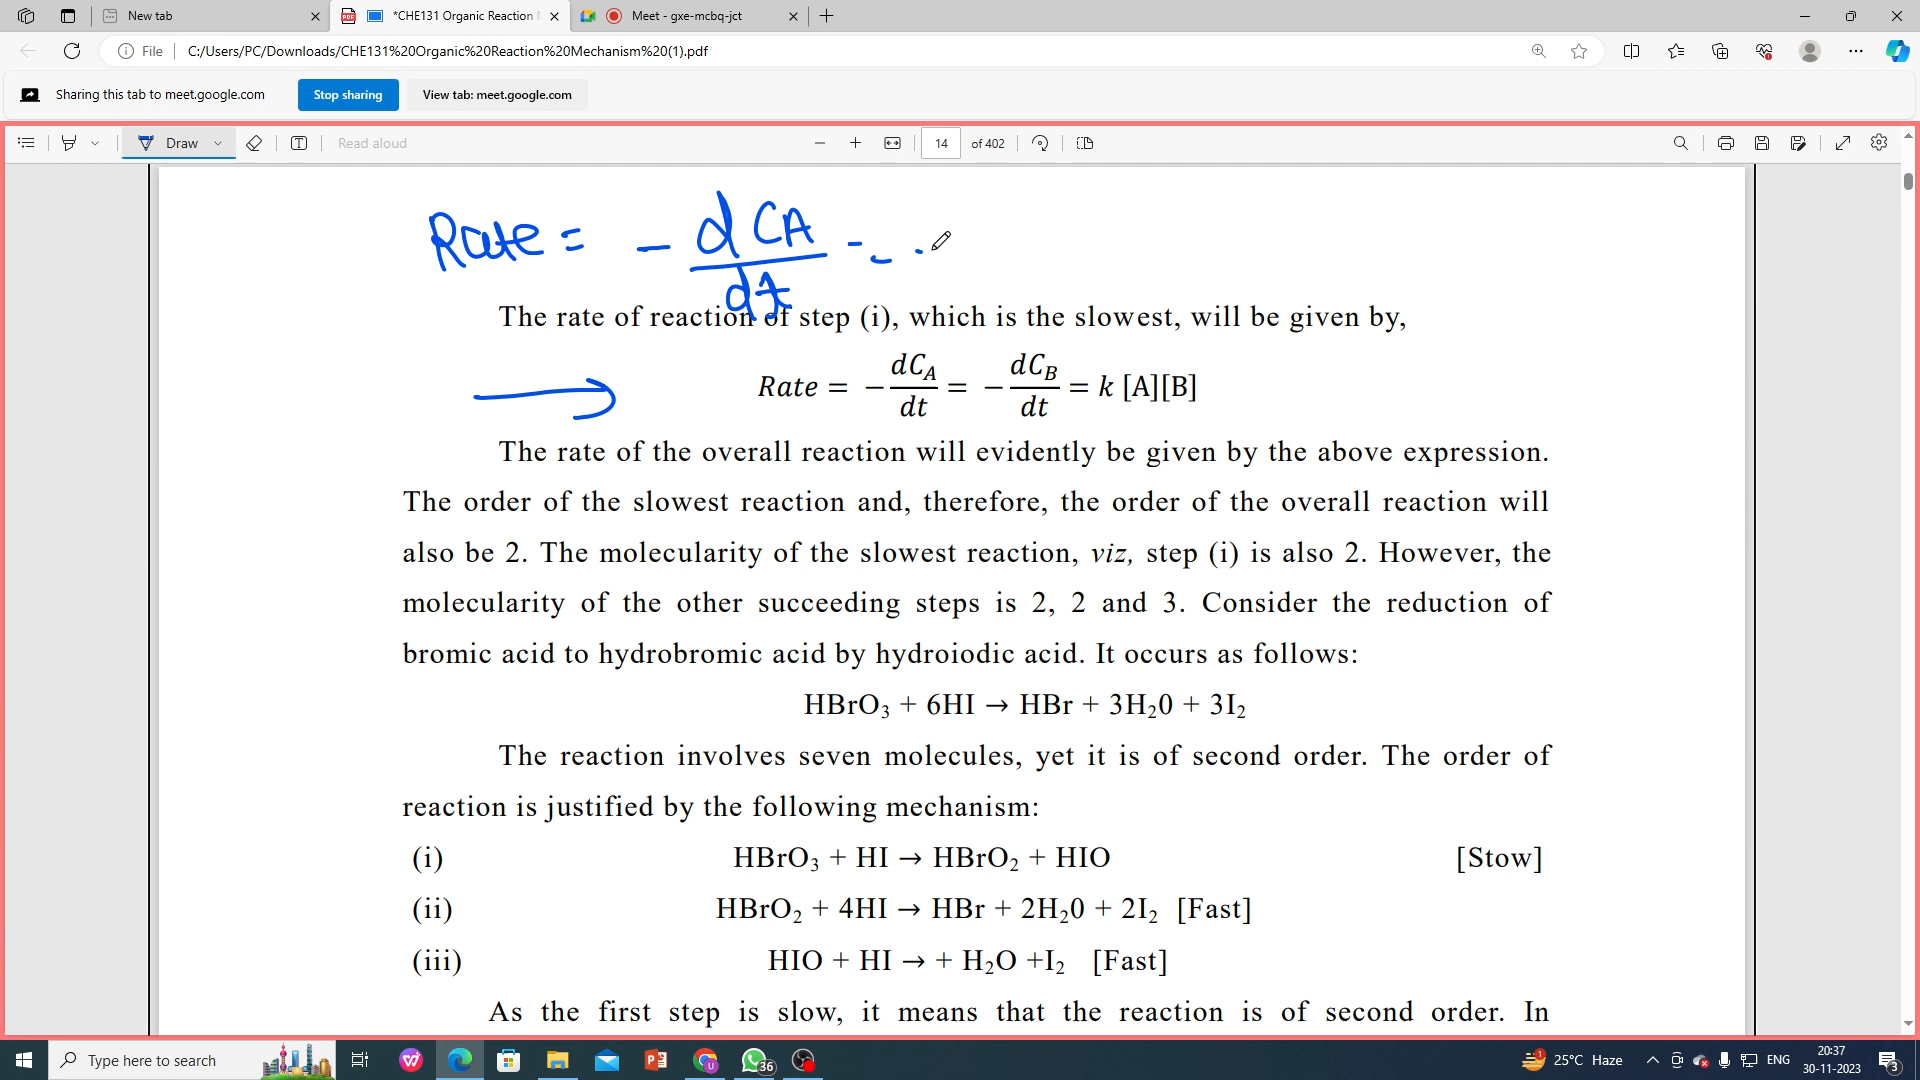 New tab
*CHE131 Organic Reaction
Meet - gxe-mcbq-jct
File
C:/Users/PC/Downloads/CHE131%20Organic%20Reaction%20Mechanism%20(1).pdf
Sharing this tab to meet.google.com
Stop sharing
View tab: meet.google.com
Draw
Read aloud
14 of 402
Rate = - dCA/dt =
The rate of reaction of step (i), which is the slowest, will be given by,
Rate = − dC_A/dt = − dC_B/dt = k [A][B]
The rate of the overall reaction will evidently be given by the above expression.
The order of the slowest reaction and, therefore, the order of the overall reaction will
also be 2. The molecularity of the slowest reaction, viz, step (i) is also 2. However, the
molecularity of the other succeeding steps is 2, 2 and 3. Consider the reduction of
bromic acid to hydrobromic acid by hydroiodic acid. It occurs as follows:
HBrO₃ + 6HI → HBr + 3H₂0 + 3I₂
The reaction involves seven molecules, yet it is of second order. The order of
reaction is justified by the following mechanism:
(i) HBrO₃ + HI → HBrO₂ + HIO [Stow]
(ii) HBrO₂ + 4HI → HBr + 2H₂0 + 2I₂ [Fast]
(iii) HIO + HI → + H₂O +I₂ [Fast]
As the first step is slow, it means that the reaction is of second order. In
Type here to search
36
25°C Haze
ENG
20:37
30-11-2023
3